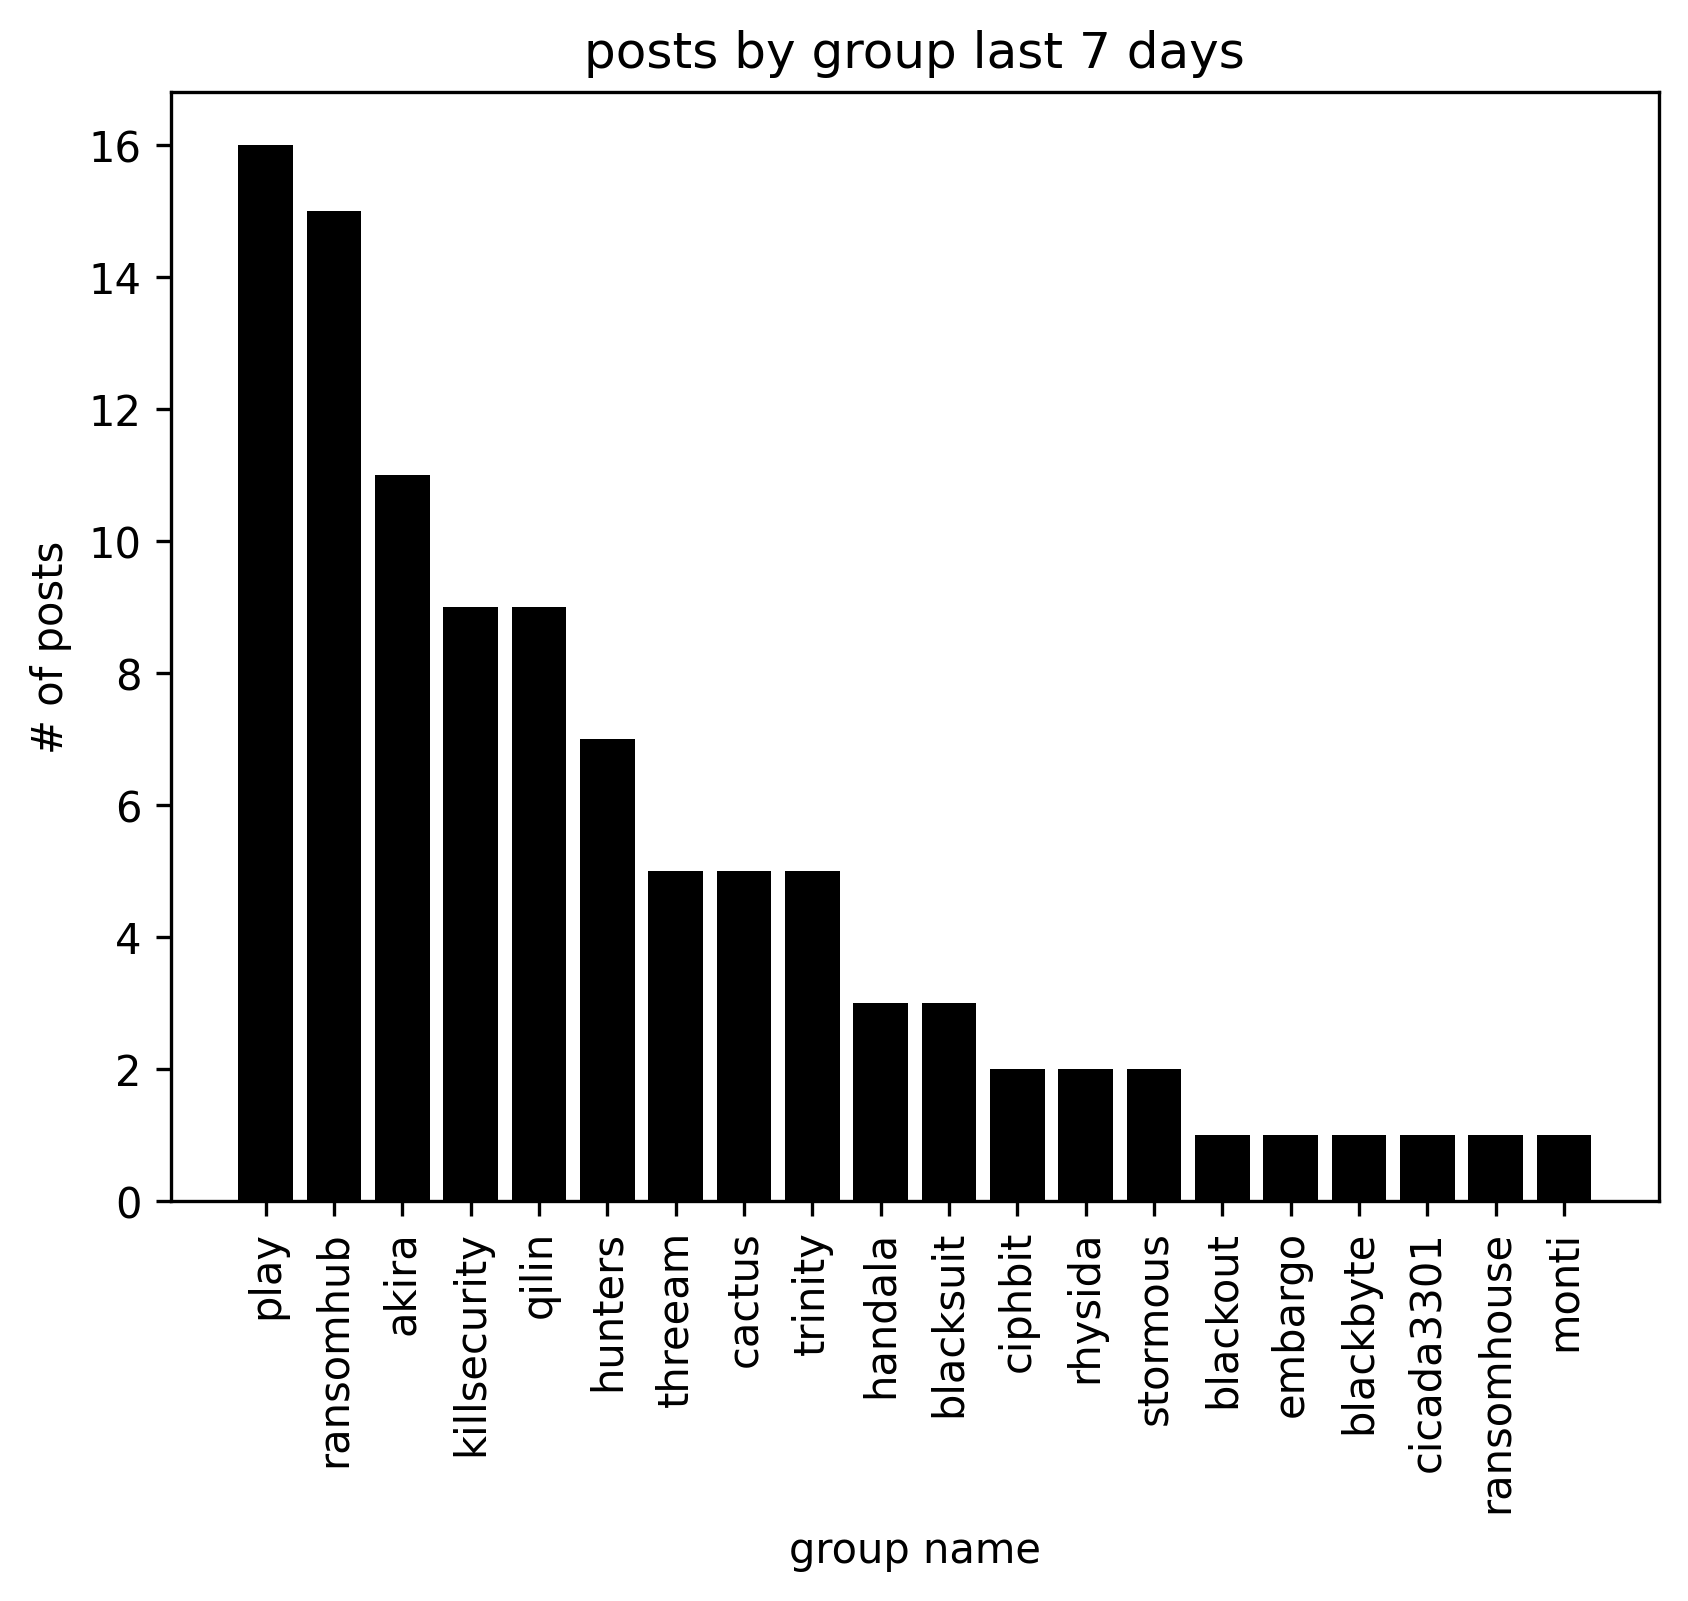 posts by group last 7 days
# of posts
16
14
12
10
8
6
4
2
0
play
ransomhub
akira
killsecurity
qilin
hunters
threeam
cactus
trinity
handala
blacksuit
ciphbit
rhysida
stormous
blackout
embargo
blackbyte
cicada3301
ransomhouse
monti
group name